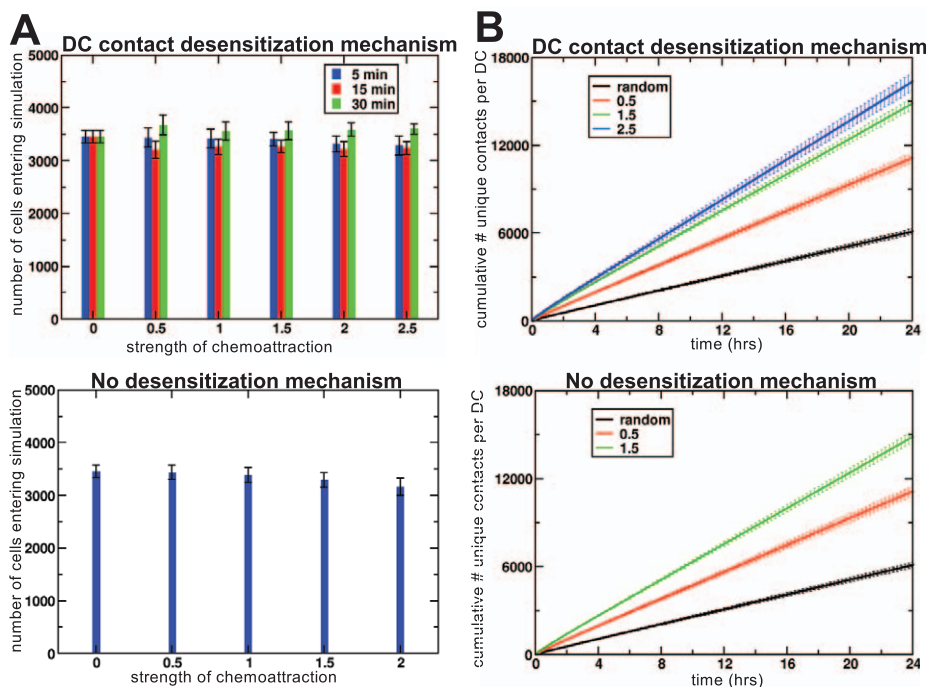 A
DC contact desensitization mechanism
number of cells entering simulation
5000
4000
3000
2000
1000
0
5 min
15 min
30 min
0 0.5 1 1.5 2 2.5
strength of chemoattraction
No desensitization mechanism
number of cells entering simulation
5000
4000
3000
2000
1000
0
0 0.5 1 1.5 2
strength of chemoattraction
B
DC contact desensitization mechanism
cumulative # unique contacts per DC
18000
12000
6000
0
random
0.5
1.5
2.5
0 4 8 12 16 20 24
time (hrs)
No desensitization mechanism
cumulative # unique contacts per DC
18000
12000
6000
0
random
0.5
1.5
0 4 8 12 16 20 24
time (hrs)